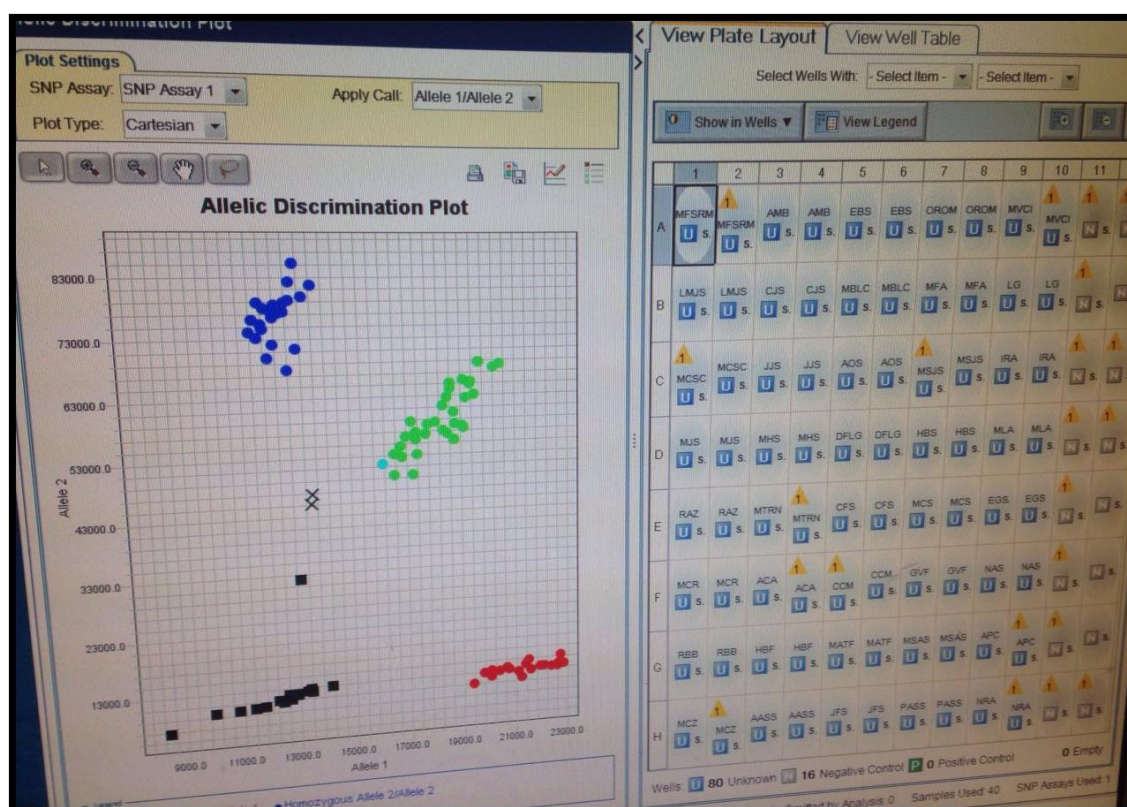 Allelic Discrimination Plot
Plot Settings
SNP Assay: SNP Assay 1
Apply Call: Allele 1/Allele 2
Plot Type: Cartesian
Allelic Discrimination Plot
83000.0
73000.0
63000.0
53000.0
43000.0
33000.0
23000.0
13000.0
Allele 2
9000.0 11000.0 13000.0 15000.0 17000.0 19000.0 21000.0 23000.0
Allele 1
Homozygous Allele 2/Allele 2
View Plate Layout View Well Table
Select Wells With: - Select Item - - Select Item -
Show in Wells View Legend
1 2 3 4 5 6 7 8 9 10 11
A MFSRM MFSRM AMB AMB EBS EBS OROM OROM MVCI MVCI
U S. U S. U S. U S. U S. U S. U S. U S. U S. U S. N S.
B LMJS LMJS CJS CJS MBLC MBLC MFA MFA LG LG
U S. U S. U S. U S. U S. U S. U S. U S. U S. U S. N S.
C MCSC MCSC JJS JJS AOS AOS MSJS MSJS IRA IRA
U S. U S. U S. U S. U S. U S. U S. U S. U S. N S. N S.
D MJS MJS MHS MHS DFLG DFLG HBS HBS MLA MLA
U S. U S. U S. U S. U S. U S. U S. U S. U S. N S. N S.
E RAZ RAZ MTRN MTRN CFS CFS MCS MCS EGS EGS
U S. U S. U S. U S. U S. U S. U S. U S. U S. U S. N S. N S.
F MCR MCR ACA ACA CCM CCM GVF GVF NAS NAS
U S. U S. U S. U S. U S. U S. U S. U S. U S. U S. N S. N S.
G RBB RBB HBF HBF MATF MATF MSAS MSAS APC APC
U S. U S. U S. U S. U S. U S. U S. U S. U S. U S. N S. N S.
H MCZ MCZ AASS AASS JFS JFS PASS PASS NRA NRA
U S. U S. U S. U S. U S. U S. U S. U S. U S. U S. N S. N S.
Wells: U 80 Unknown N 16 Negative Control P 0 Positive Control 0 Empty
Omitted by Analysis: 0 Samples Used: 40 SNP Assays Used: 1